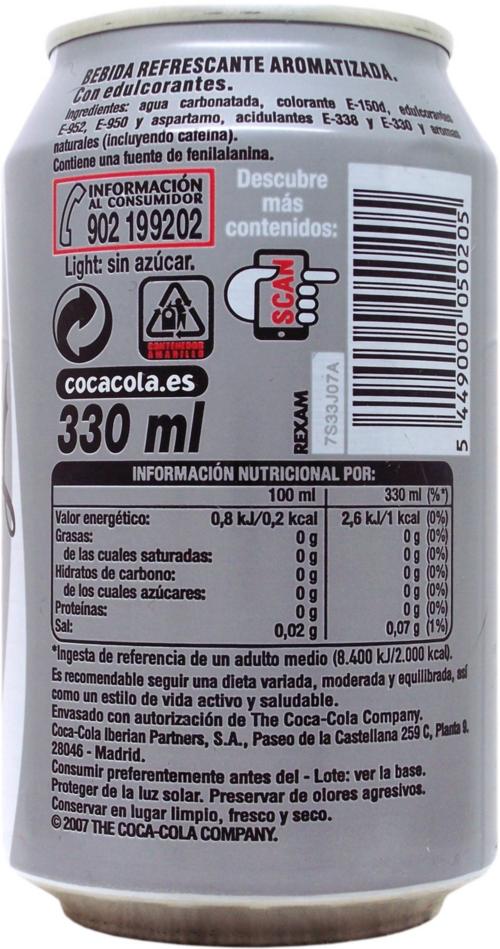 BEBIDA REFRESCANTE AROMATIZADA.
Con edulcorantes.
Ingredientes: agua carbonatada, colorante E-150d, edulcorantes
E-952, E-950 y aspartamo, acidulantes E-338 y E-330 y aromas
naturales (incluyendo cafeína).
Contiene una fuente de fenilalanina.
INFORMACIÓN
AL CONSUMIDOR
902 199202
Light: sin azúcar.
Descubre
más
contenidos:
SCAN
CONTENEDOR
AMARILLO
cocacola.es
330 ml
REXAM
7S33J07A
5 449000 050205
INFORMACIÓN NUTRICIONAL POR:
100 ml 330 ml (%*)
Valor energético: 0,8 kJ/0,2 kcal 2,6 kJ/1 kcal (0%)
Grasas: 0 g 0 g (0%)
de las cuales saturadas: 0 g 0 g (0%)
Hidratos de carbono: 0 g 0 g (0%)
de los cuales azúcares: 0 g 0 g (0%)
Proteínas: 0 g 0 g (0%)
Sal: 0,02 g 0,07 g (1%)
*Ingesta de referencia de un adulto medio (8.400 kJ/2.000 kcal).
Es recomendable seguir una dieta variada, moderada y equilibrada, así
como un estilo de vida activo y saludable.
Envasado con autorización de The Coca-Cola Company.
Coca-Cola Iberian Partners, S.A., Paseo de la Castellana 259 C, Planta 9.
28046 - Madrid.
Consumir preferentemente antes del - Lote: ver la base.
Proteger de la luz solar. Preservar de olores agresivos.
Conservar en lugar limpio, fresco y seco.
© 2007 THE COCA-COLA COMPANY.